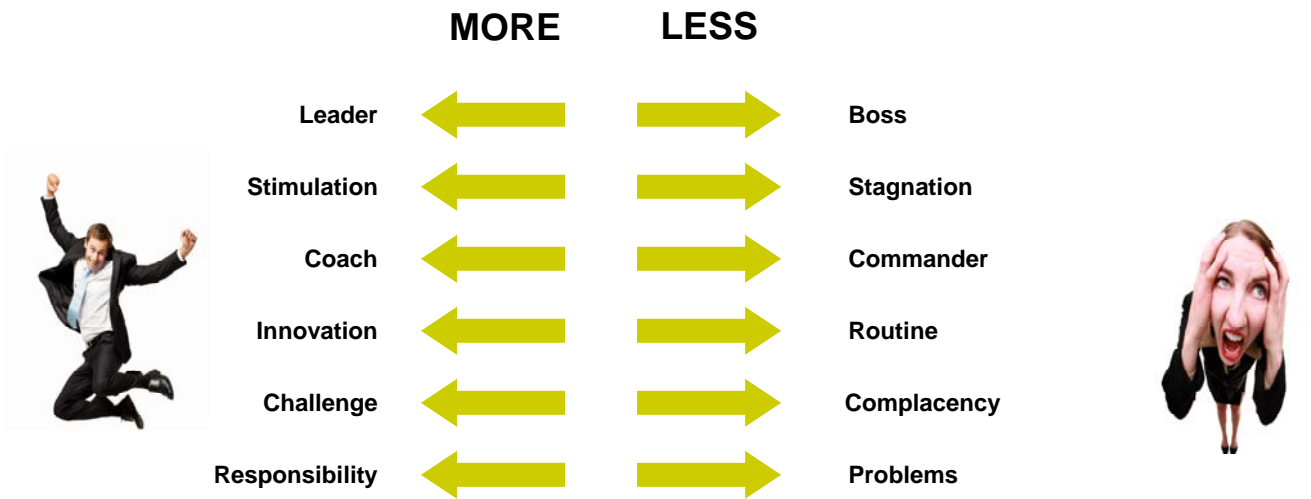 MORE LESS
Leader Boss
Stimulation Stagnation
Coach Commander
Innovation Routine
Challenge Complacency
Responsibility Problems